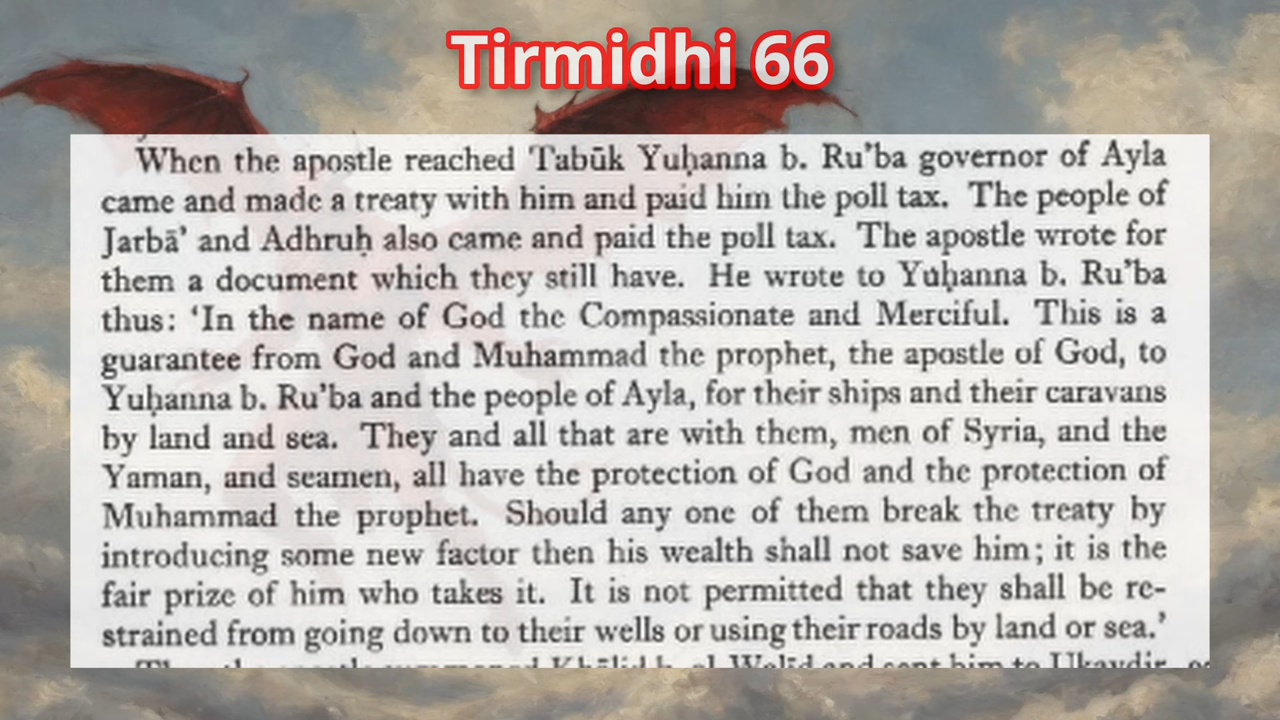 Tirmidhi 66
When the apostle reached Tabūk Yuḥanna b. Ru’ba governor of Ayla
came and made a treaty with him and paid him the poll tax. The people of
Jarbā’ and Adhruḥ also came and paid the poll tax. The apostle wrote for
them a document which they still have. He wrote to Yuḥanna b. Ru’ba
thus: ‘In the name of God the Compassionate and Merciful. This is a
guarantee from God and Muhammad the prophet, the apostle of God, to
Yuḥanna b. Ru’ba and the people of Ayla, for their ships and their caravans
by land and sea. They and all that are with them, men of Syria, and the
Yaman, and seamen, all have the protection of God and the protection of
Muhammad the prophet. Should any one of them break the treaty by
introducing some new factor then his wealth shall not save him; it is the
fair prize of him who takes it. It is not permitted that they shall be re-
strained from going down to their wells or using their roads by land or sea.’